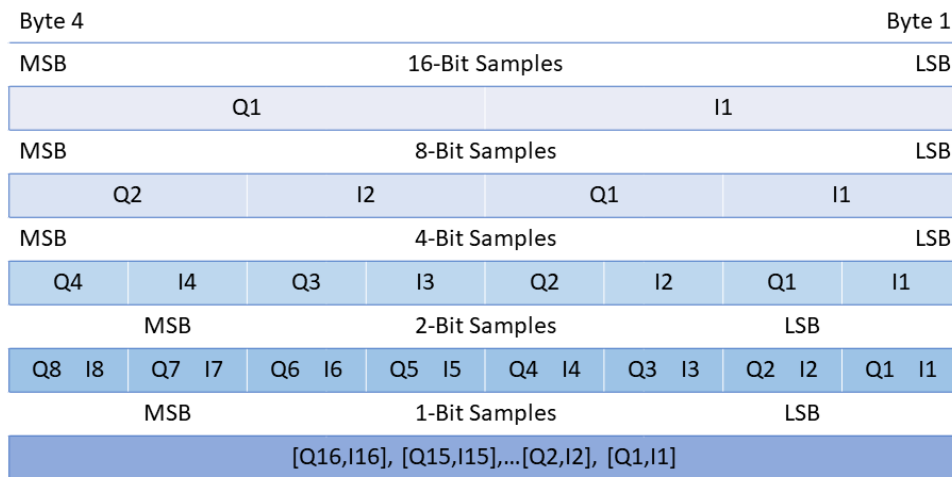 Byte 4 Byte 1
MSB 16-Bit Samples LSB
Q1 I1
MSB 8-Bit Samples LSB
Q2 I2 Q1 I1
MSB 4-Bit Samples LSB
Q4 I4 Q3 I3 Q2 I2 Q1 I1
MSB 2-Bit Samples LSB
Q8 I8 Q7 I7 Q6 I6 Q5 I5 Q4 I4 Q3 I3 Q2 I2 Q1 I1
MSB 1-Bit Samples LSB
[Q16,I16], [Q15,I15],...[Q2,I2], [Q1,I1]